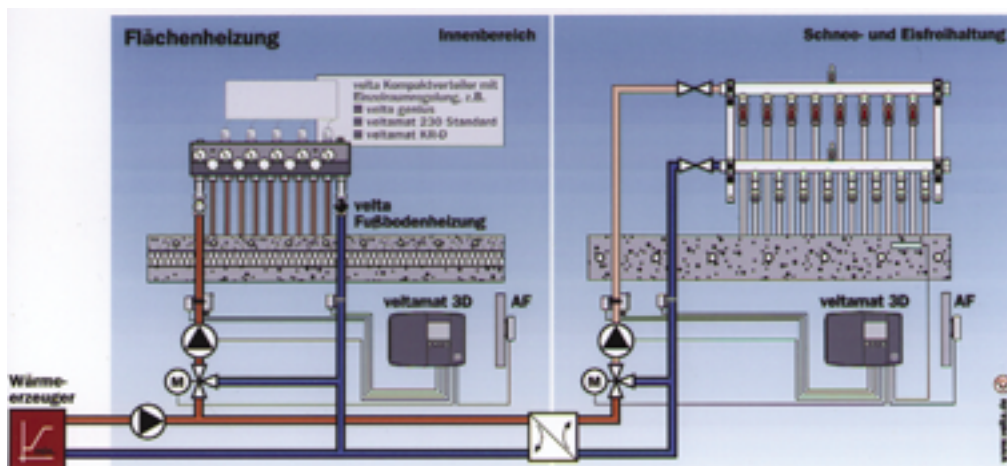 Flächenheizung
Innenbereich
velta Kompaktverteiler mit
Einzelraumregelung, z.B.
velta genius
veltamat 230 Standard
veltamat KR-D
velta
Fußbodenheizung
veltamat 3D
AF
M
Wärme-
erzeuger
Schnee- und Eisfreihaltung
veltamat 3D
AF
M